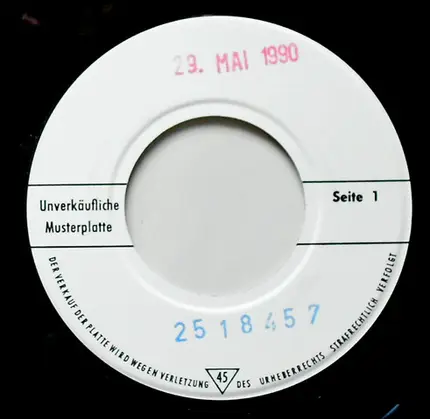 29. MAI 1990
Unverkäufliche
Musterplatte
Seite 1
2518457
DER VERKAUF DER PLATTE WIRD WEGEN VERLETZUNG 45 DES URHEBERRECHTS STRAFRECHTLICH VERFOLGT